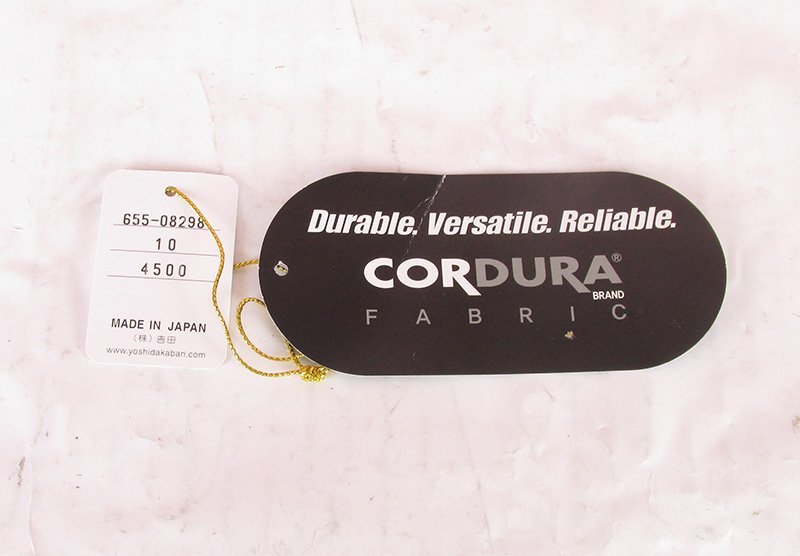 655-08298
10
4500
MADE IN JAPAN
(株)吉田
www.yoshidakaban.com
Durable. Versatile. Reliable.
CORDURA®
BRAND
FABRIC